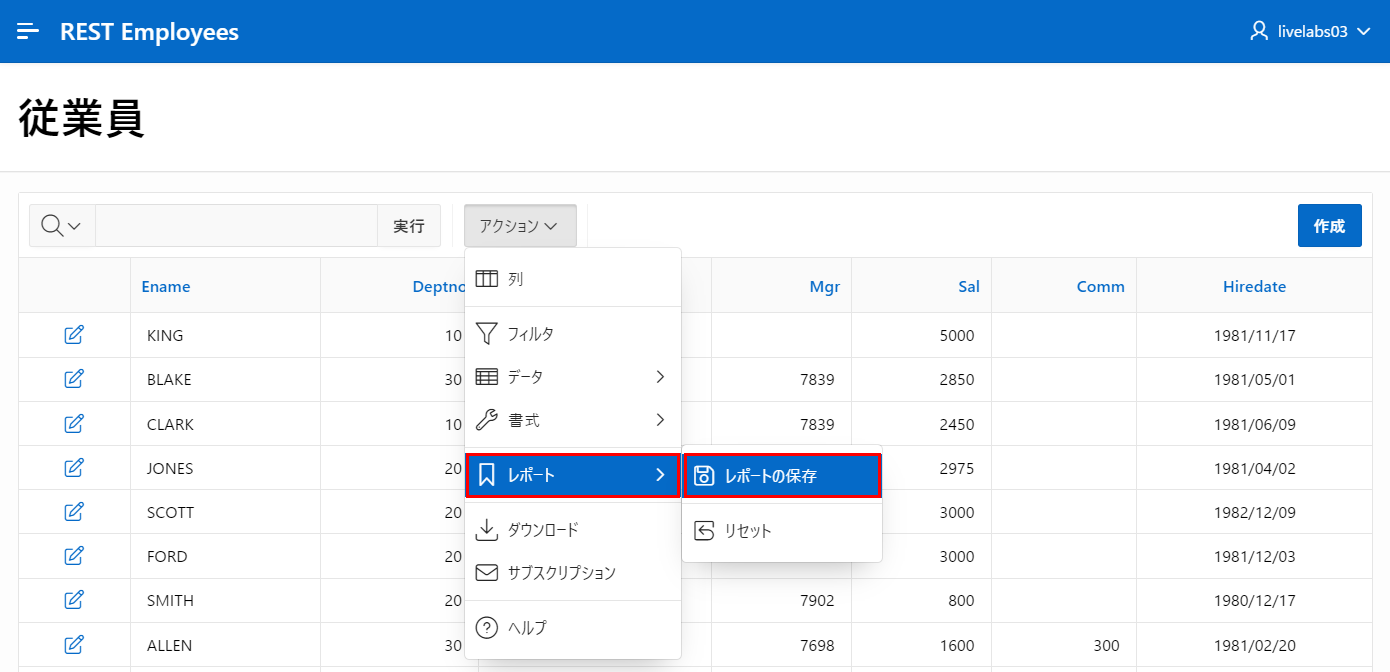 REST Employees livelabs03
従業員
実行 アクション 作成
Ename Deptno Mgr Sal Comm Hiredate
列
KING 10 5000 1981/11/17
フィルタ
BLAKE 30 7839 2850 1981/05/01
データ
CLARK 10 7839 2450 1981/06/09
書式
JONES 20 2975 1981/04/02
レポート レポートの保存
SCOTT 20 3000 1982/12/09
ダウンロード リセット
FORD 20 3000 1981/12/03
サブスクリプション
SMITH 20 7902 800 1980/12/17
ヘルプ
ALLEN 30 7698 1600 300 1981/02/20